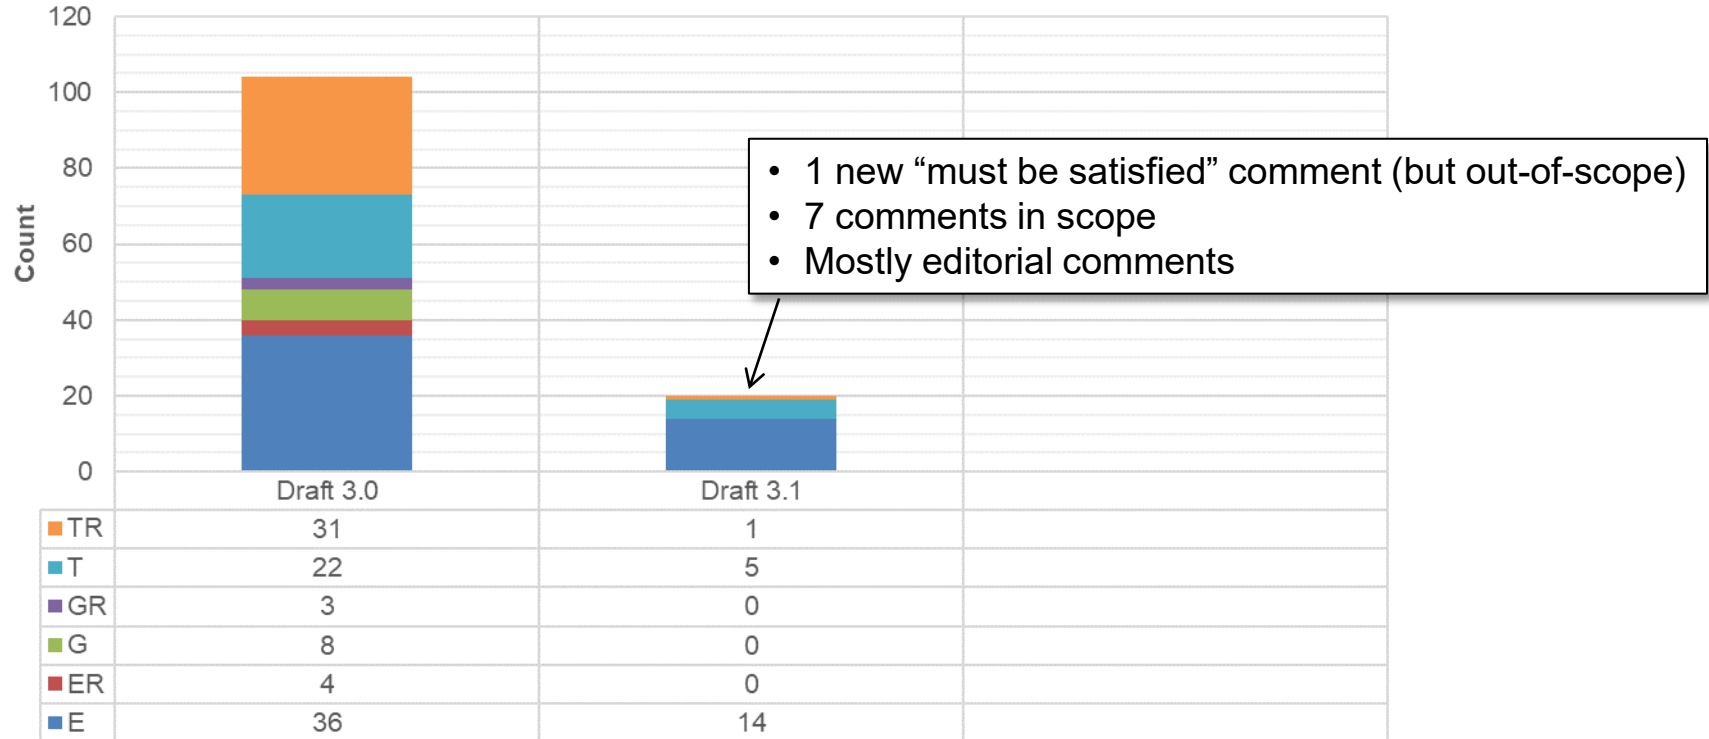 120
100
80
60
40
20
0
Count
• 1 new “must be satisfied” comment (but out-of-scope)
• 7 comments in scope
• Mostly editorial comments
Draft 3.0 Draft 3.1
TR 31 1
T 22 5
GR 3 0
G 8 0
ER 4 0
E 36 14